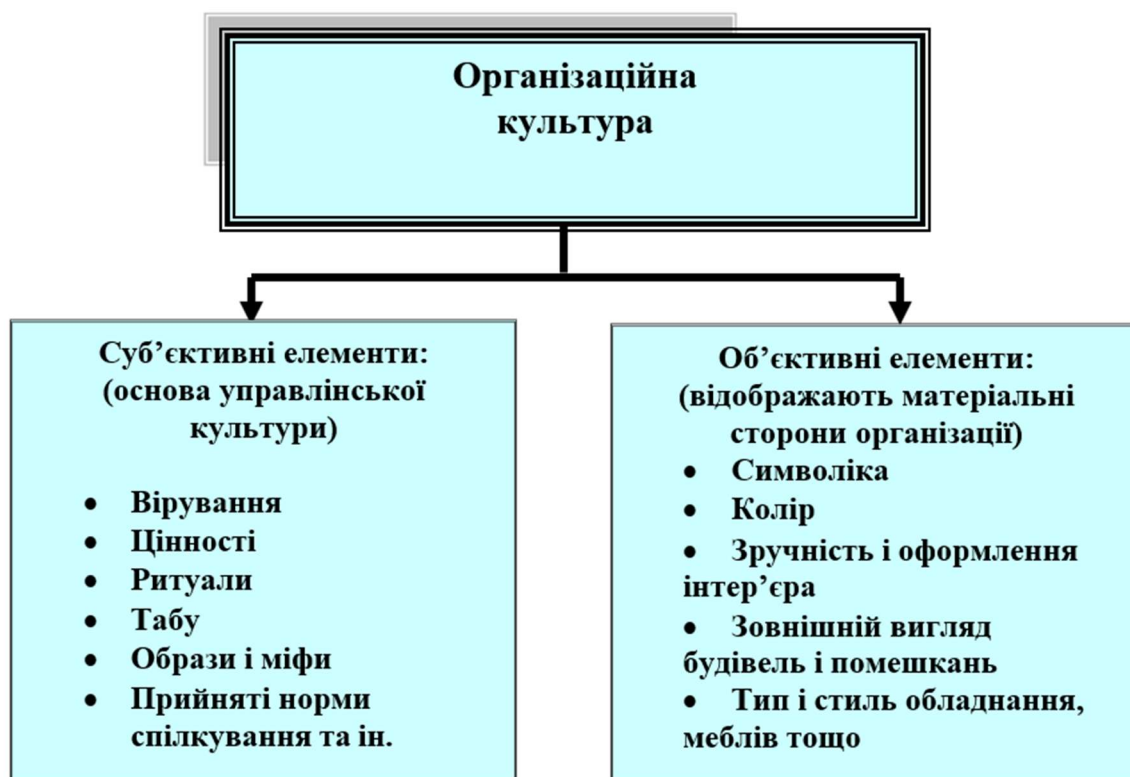 Організаційна
культура
Суб’єктивні елементи:
(основа управлінської
культури)
• Вірування
• Цінності
• Ритуали
• Табу
• Образи і міфи
• Прийняті норми
спілкування та ін.
Об’єктивні елементи:
(відображають матеріальні
сторони організації)
• Символіка
• Колір
• Зручність і оформлення
інтер’єра
• Зовнішній вигляд
будівель і помешкань
• Тип і стиль обладнання,
меблів тощо